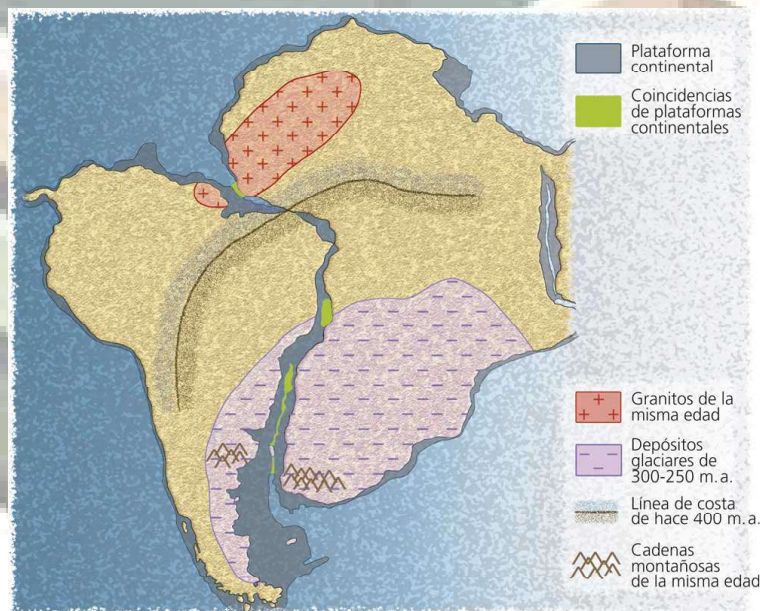 Plataforma
continental
Coincidencias
de plataformas
continentales
Granitos de la
misma edad
Depósitos
glaciares de
300-250 m.a.
Línea de costa
de hace 400 m.a.
Cadenas
montañosas
de la misma edad